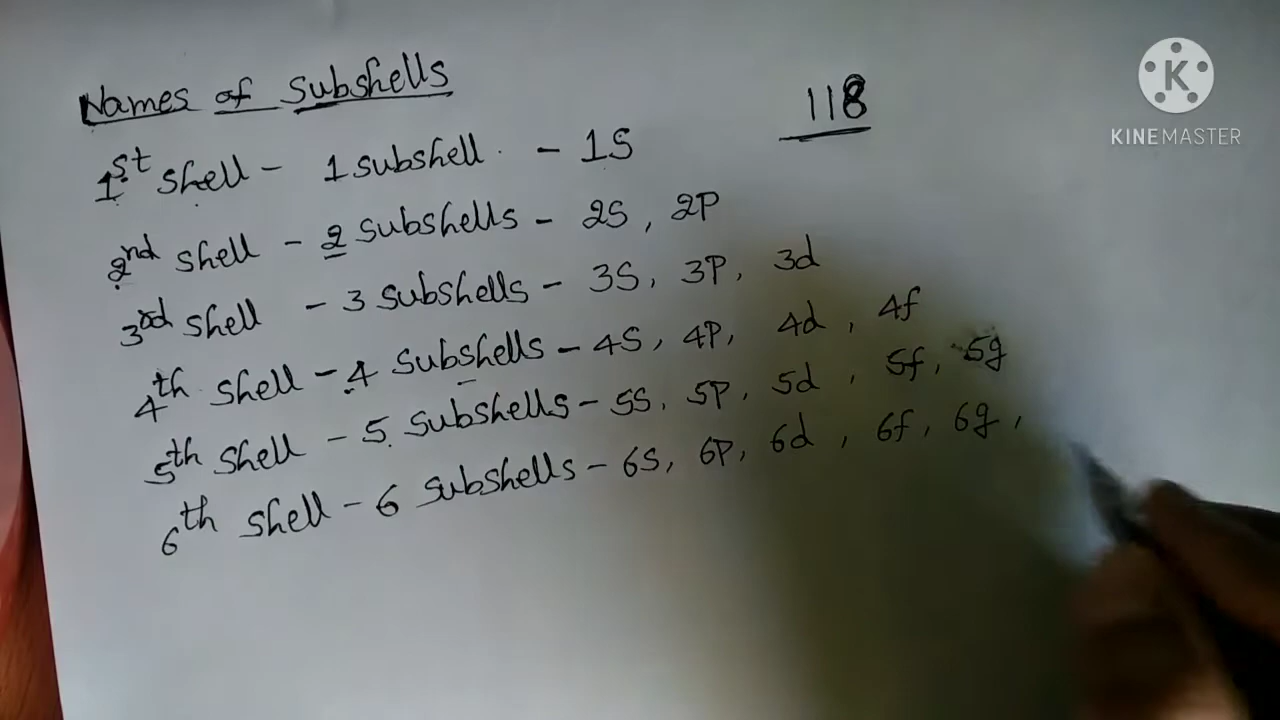 Names of Subshells
118
1st shell - 1 subshell - 1S
2nd shell - 2 subshells - 2S, 2P
3rd shell - 3 subshells - 3S, 3P, 3d
4th shell - 4 subshells - 4S, 4P, 4d, 4f
5th shell - 5 subshells - 5S, 5P, 5d, 5f, 5g
6th shell - 6 subshells - 6S, 6P, 6d, 6f, 6g,
K
KINEMASTER